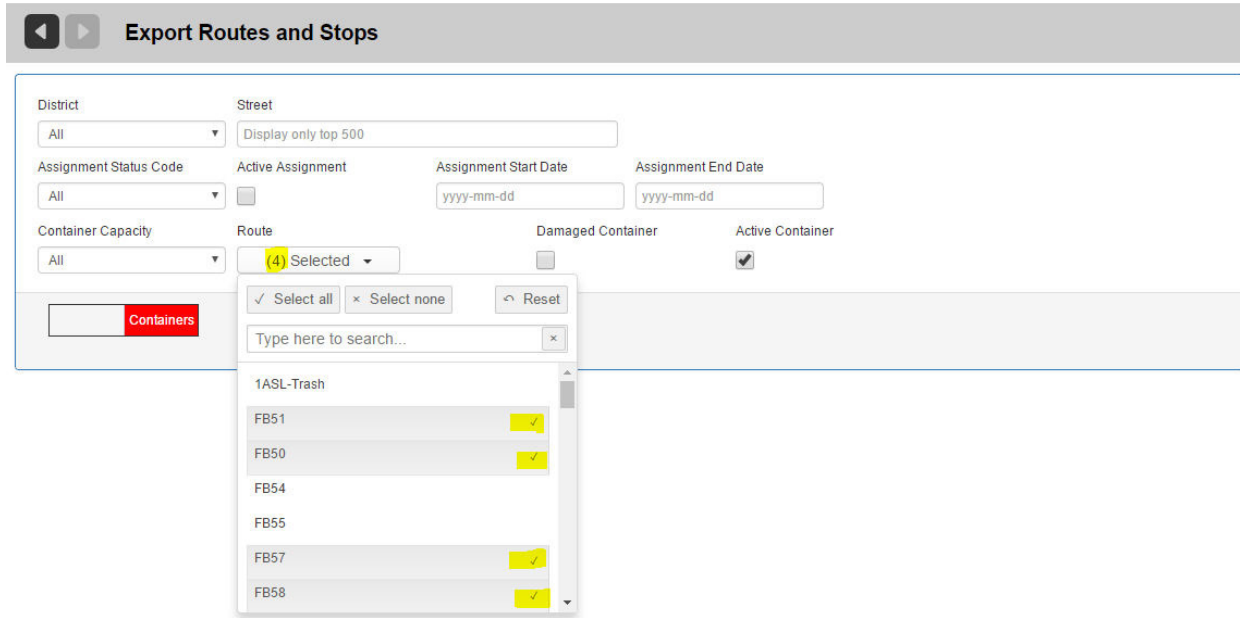 Export Routes and Stops
District Street
All Display only top 500
Assignment Status Code Active Assignment Assignment Start Date Assignment End Date
All yyyy-mm-dd yyyy-mm-dd
Container Capacity Route Damaged Container Active Container
All (4) Selected
✓ Select all × Select none Reset
Containers
Type here to search... ×
1ASL-Trash
FB51 ✓
FB50 ✓
FB54
FB55
FB57 ✓
FB58 ✓